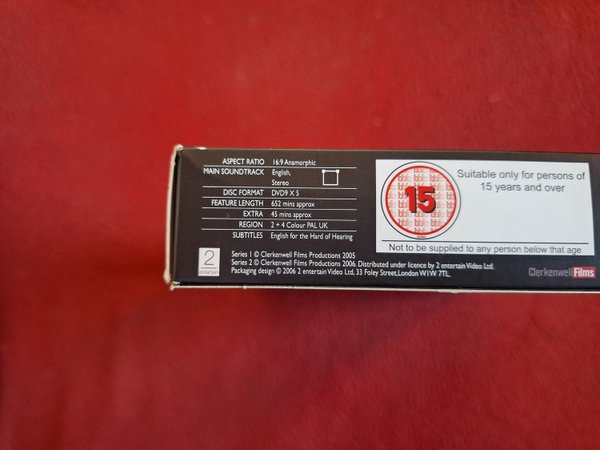 ASPECT RATIO 16:9 Anamorphic
MAIN SOUNDTRACK English,
Stereo
DISC FORMAT DVD9 X 5
FEATURE LENGTH 652 mins approx
EXTRA 45 mins approx
REGION 2 + 4 Colour PAL UK
SUBTITLES English for the Hard of Hearing
2
entertain
Series 1 © Clerkenwell Films Productions 2005
Series 2 © Clerkenwell Films Productions 2006. Distributed under licence by 2 entertain Video Ltd.
Packaging design © 2006 2 entertain Video Ltd, 33 Foley Street, London W1W 7TL
15
Suitable only for persons of
15 years and over
Not to be supplied to any person below that age
Clerkenwell Films